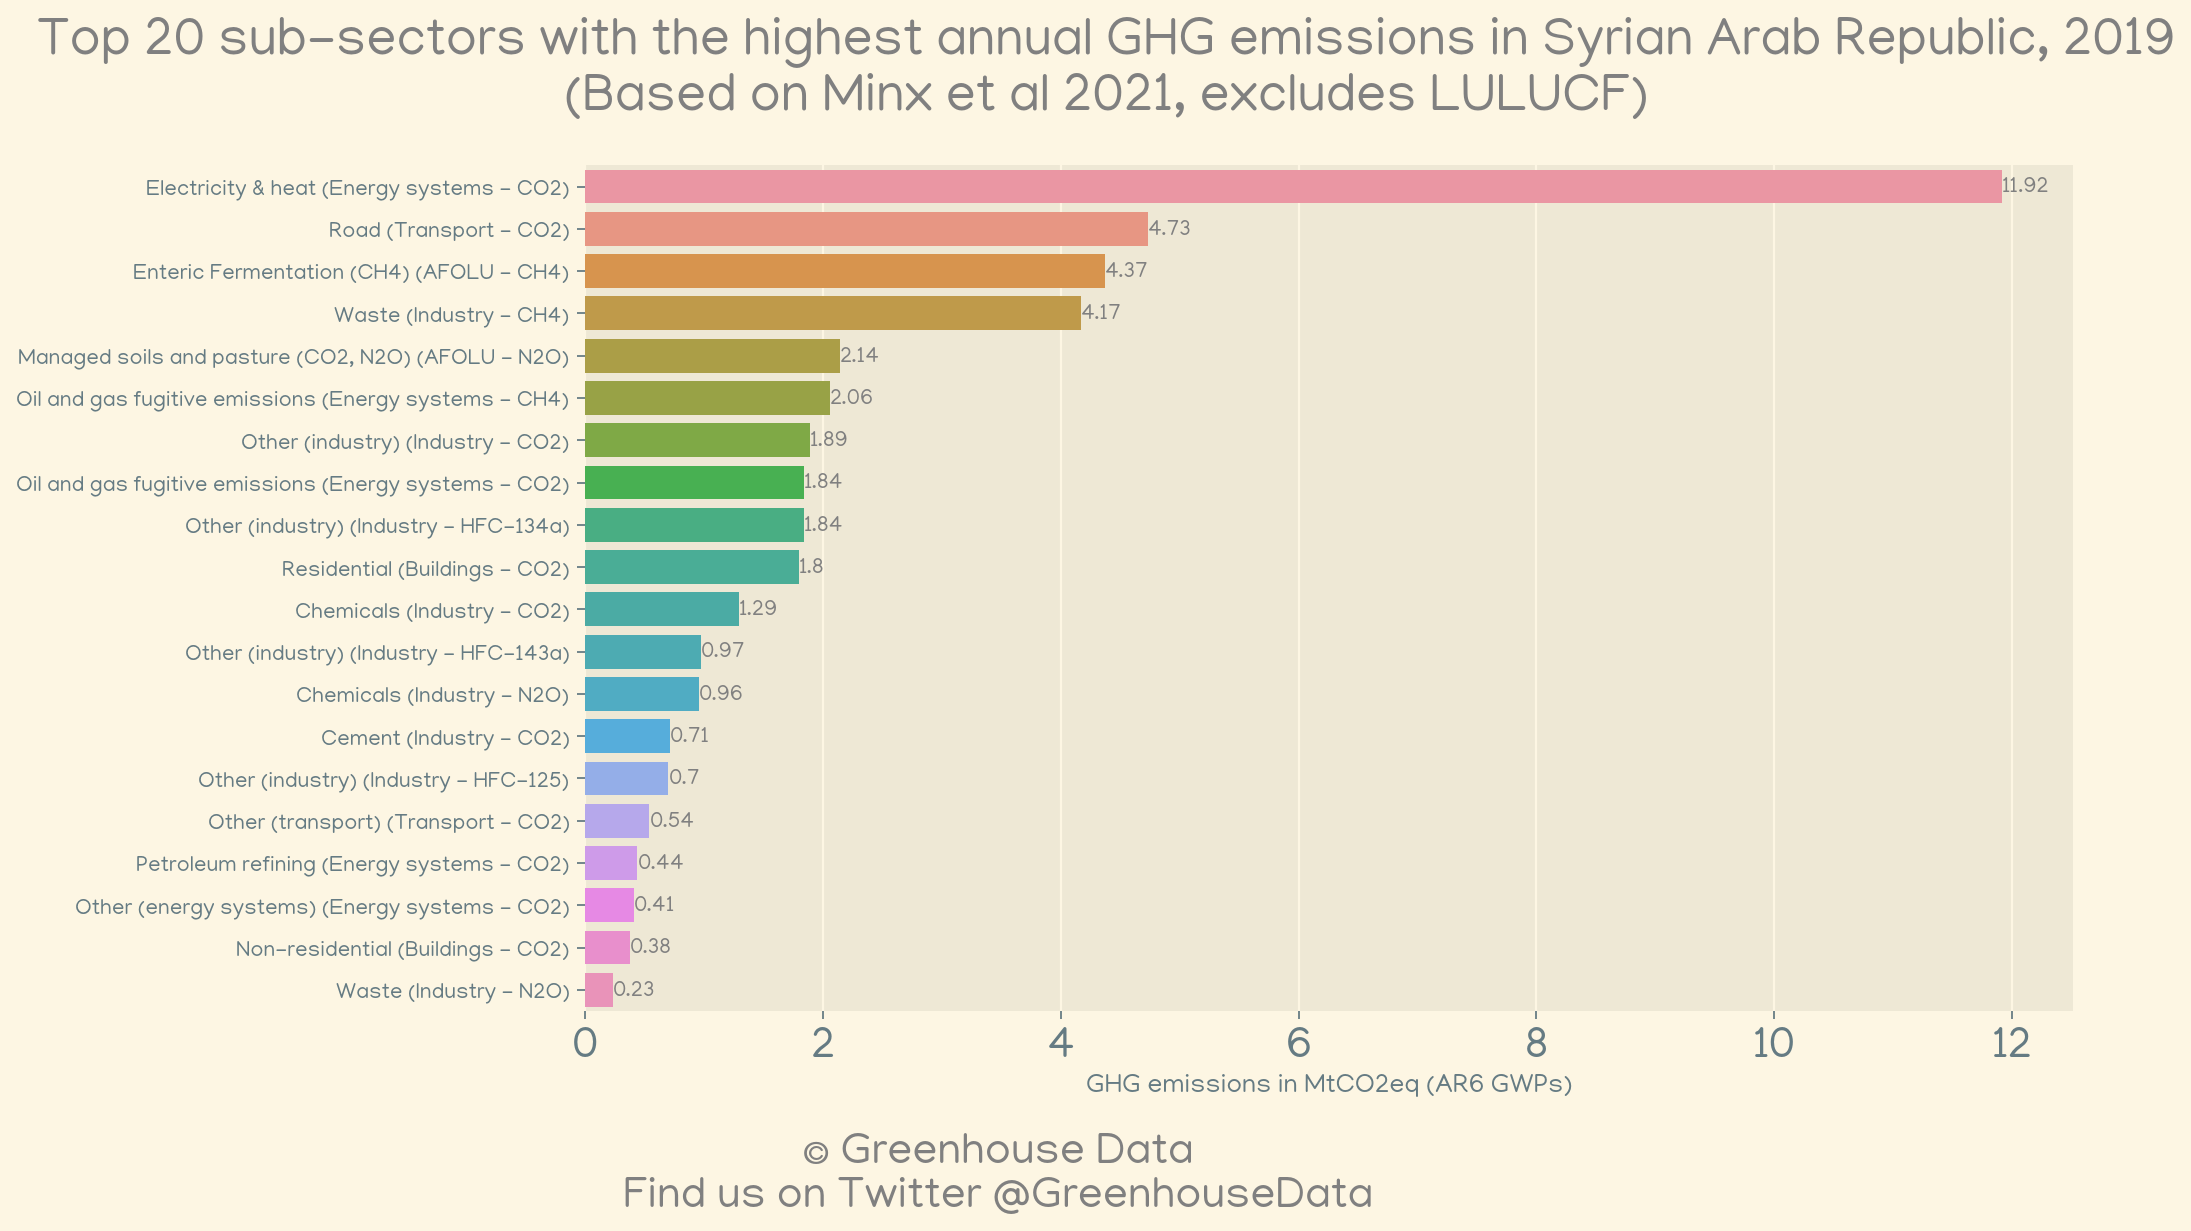 Top 20 sub-sectors with the highest annual GHG emissions in Syrian Arab Republic, 2019
(Based on Minx et al 2021, excludes LULUCF)
Electricity & heat (Energy systems - CO2) 11.92
Road (Transport - CO2) 4.73
Enteric Fermentation (CH4) (AFOLU - CH4) 4.37
Waste (Industry - CH4) 4.17
Managed soils and pasture (CO2, N2O) (AFOLU - N2O) 2.14
Oil and gas fugitive emissions (Energy systems - CH4) 2.06
Other (industry) (Industry - CO2) 1.89
Oil and gas fugitive emissions (Energy systems - CO2) 1.84
Other (industry) (Industry - HFC-134a) 1.84
Residential (Buildings - CO2) 1.8
Chemicals (Industry - CO2) 1.29
Other (industry) (Industry - HFC-143a) 0.97
Chemicals (Industry - N2O) 0.96
Cement (Industry - CO2) 0.71
Other (industry) (Industry - HFC-125) 0.7
Other (transport) (Transport - CO2) 0.54
Petroleum refining (Energy systems - CO2) 0.44
Other (energy systems) (Energy systems - CO2) 0.41
Non-residential (Buildings - CO2) 0.38
Waste (Industry - N2O) 0.23
0 2 4 6 8 10 12
GHG emissions in MtCO2eq (AR6 GWPs)
© Greenhouse Data
Find us on Twitter @GreenhouseData